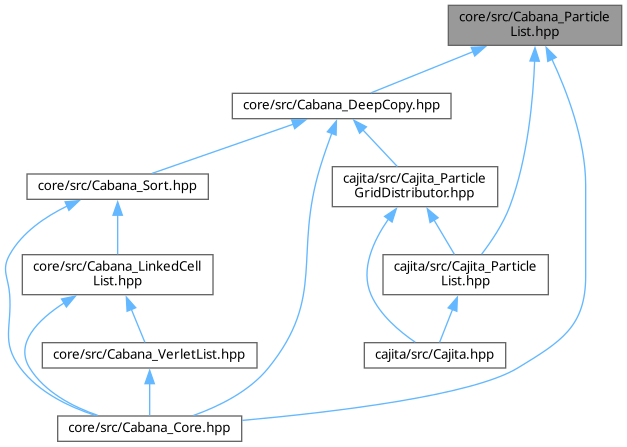 core/src/Cabana_Particle
List.hpp
core/src/Cabana_DeepCopy.hpp
core/src/Cabana_Sort.hpp
cajita/src/Cajita_Particle
GridDistributor.hpp
core/src/Cabana_LinkedCell
List.hpp
cajita/src/Cajita_Particle
List.hpp
core/src/Cabana_VerletList.hpp
cajita/src/Cajita.hpp
core/src/Cabana_Core.hpp